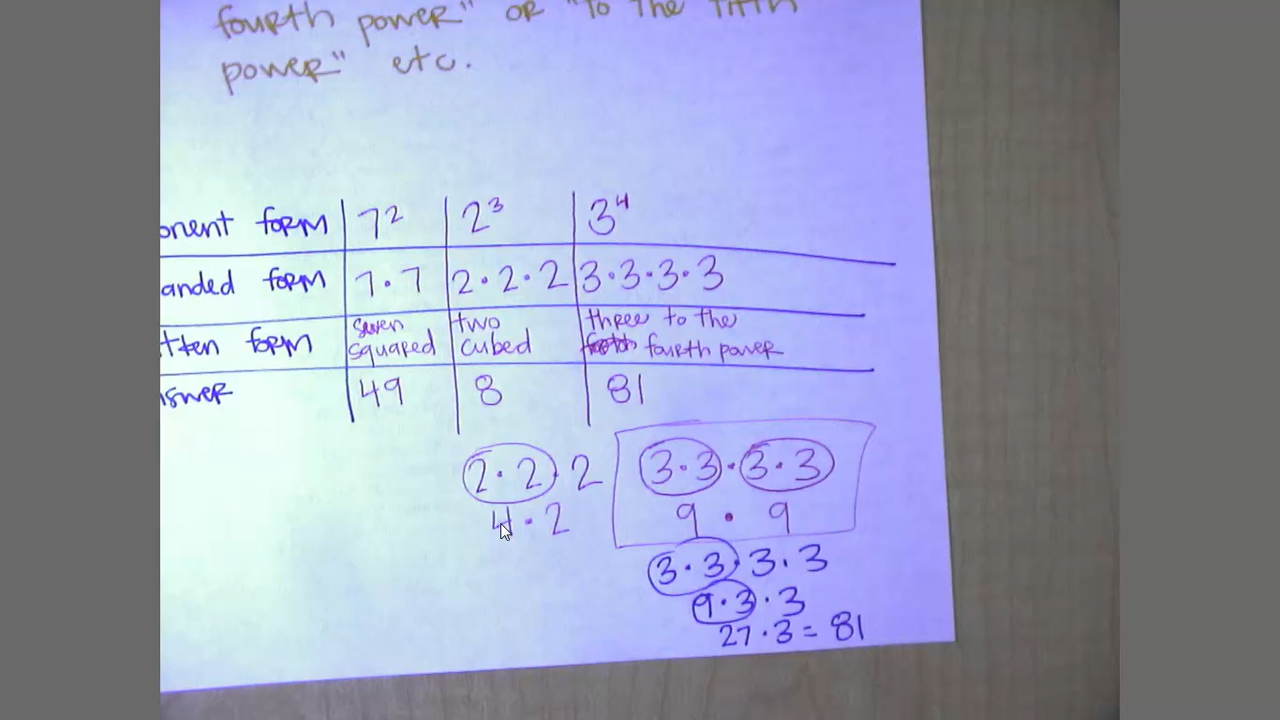 fourth power" or "to the fifth
power" etc.
onent form 7² 2³ 3⁴
anded form 7·7 2·2·2 3·3·3·3
tten form seven squared two cubed three to the fourth power
swer 49 8 81
2·2·2 3·3·3·3
4·2 9·9
3·3·3·3
9·3·3
27·3=81